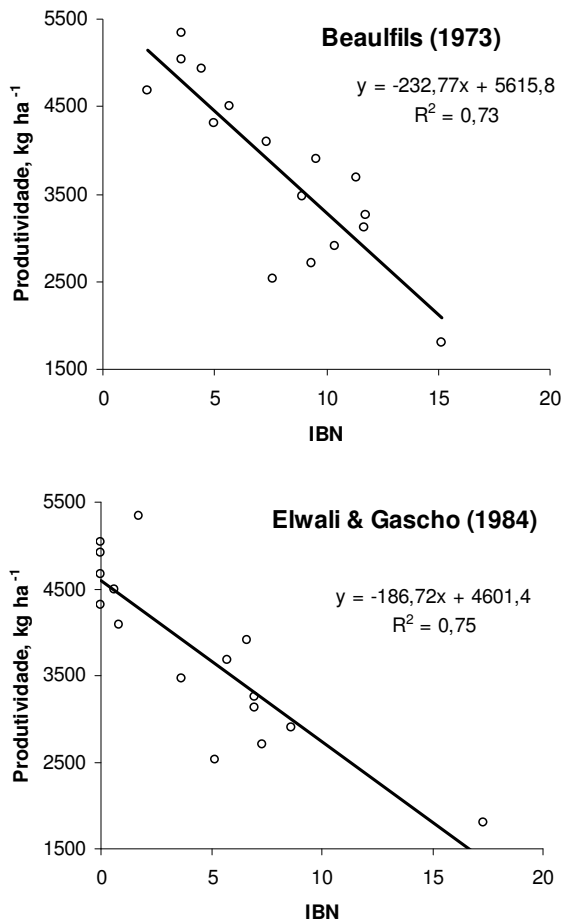 Beaulfils (1973)
y = -232,77x + 5615,8
R² = 0,73
Produtividade, kg ha⁻¹
5500
4500
3500
2500
1500
0 5 10 15 20
IBN
Elwali & Gascho (1984)
y = -186,72x + 4601,4
R² = 0,75
Produtividade, kg ha⁻¹
5500
4500
3500
2500
1500
0 5 10 15 20
IBN